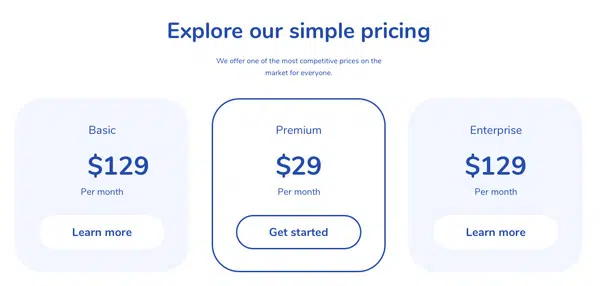 Explore our simple pricing
We offer one of the most competitive prices on the
market for everyone.
Basic
$129
Per month
Learn more
Premium
$29
Per month
Get started
Enterprise
$129
Per month
Learn more